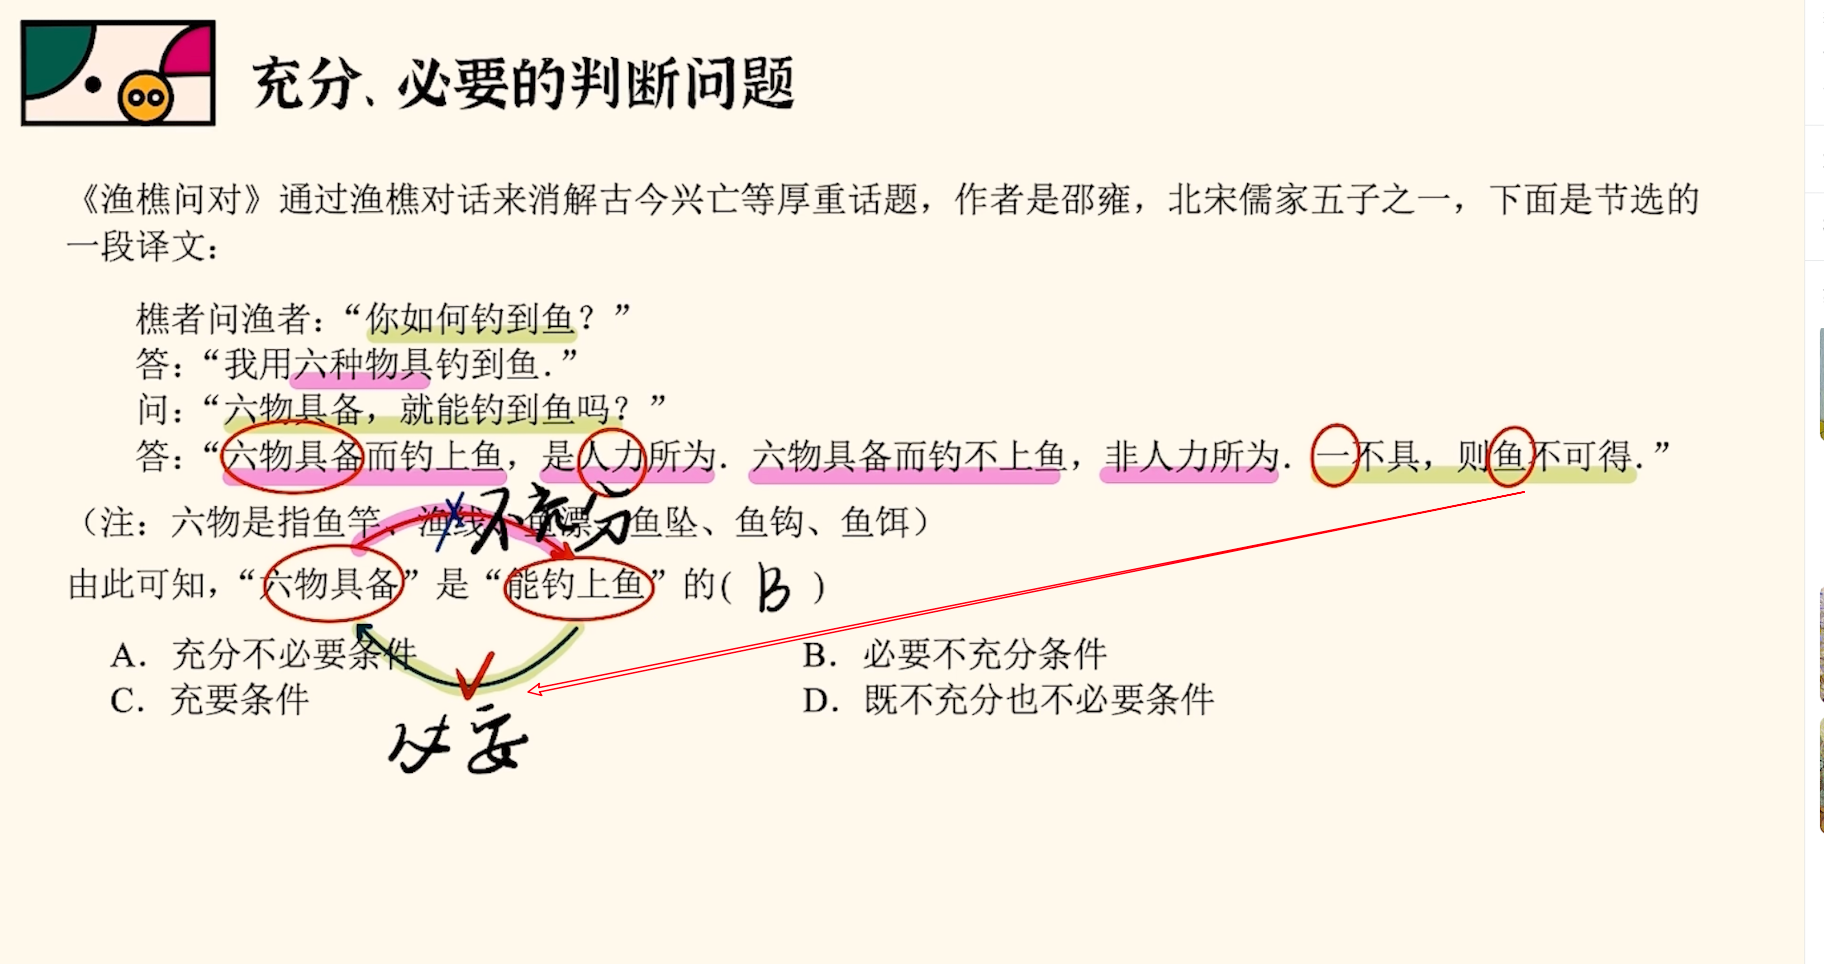 充分、必要的判断问题
《渔樵问对》通过渔樵对话来消解古今兴亡等厚重话题，作者是邵雍，北宋儒家五子之一，下面是节选的
一段译文：
樵者问渔者：“你如何钓到鱼？”
答：“我用六种物具钓到鱼．”
问：“六物具备，就能钓到鱼吗？”
答：“六物具备而钓上鱼，是人力所为．六物具备而钓不上鱼，非人力所为．一不具，则鱼不可得．”
不充分
（注：六物是指鱼竿、渔线、鱼漂、鱼坠、鱼钩、鱼饵）
由此可知，“六物具备”是“能钓上鱼”的( B )
A．充分不必要条件
B．必要不充分条件
C．充要条件
D．既不充分也不必要条件
必要